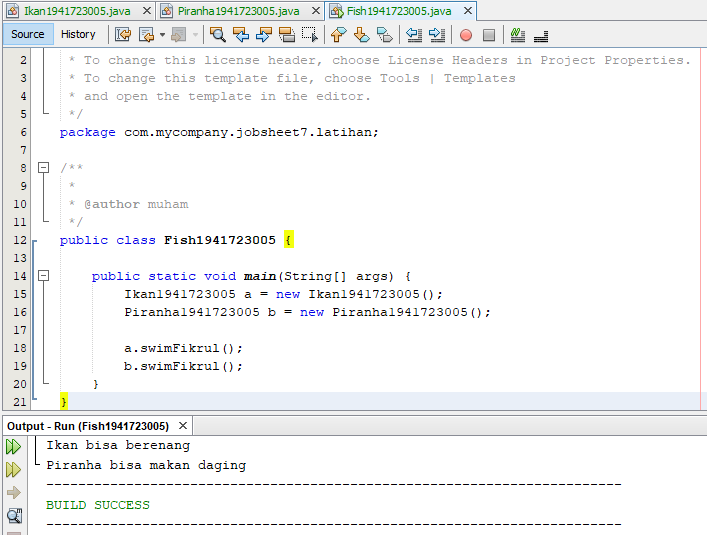 Ikan1941723005.java Piranha1941723005.java Fish1941723005.java
Source History
2 * To change this license header, choose License Headers in Project Properties.
3 * To change this template file, choose Tools | Templates
4 * and open the template in the editor.
5 */
6 package com.mycompany.jobsheet7.latihan;
7
8 /**
9 *
10 * @author muham
11 */
12 public class Fish1941723005 {
13
14 public static void main(String[] args) {
15 Ikan1941723005 a = new Ikan1941723005();
16 Piranha1941723005 b = new Piranha1941723005();
17
18 a.swimFikrul();
19 b.swimFikrul();
20 }
21 }
Output - Run (Fish1941723005)
Ikan bisa berenang
Piranha bisa makan daging
------------------------------------------------------------------------
BUILD SUCCESS
------------------------------------------------------------------------